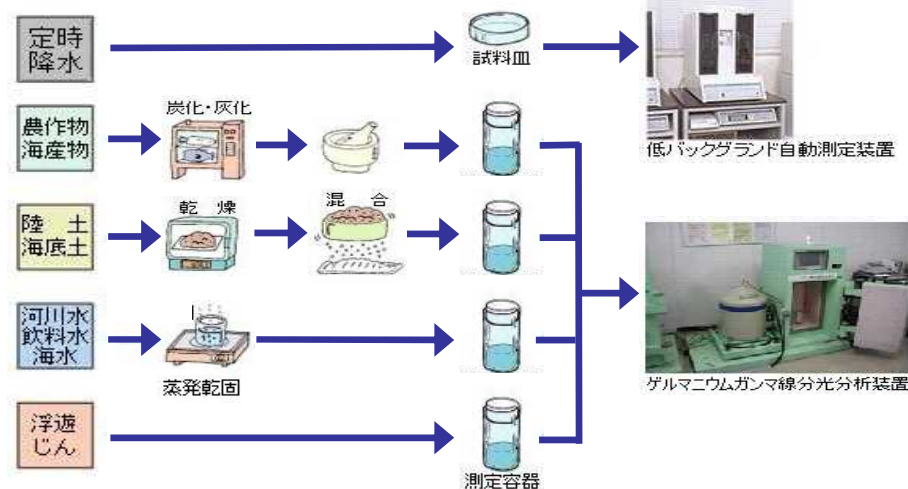 定時
降水
試料皿
低バックグランド自動測定装置
農作物
海産物
炭化・灰化
陸 土
海底土
乾 燥
混 合
ゲルマニウムガンマ線分光分析装置
河川水
飲料水
海水
蒸発乾固
浮遊
じん
測定容器